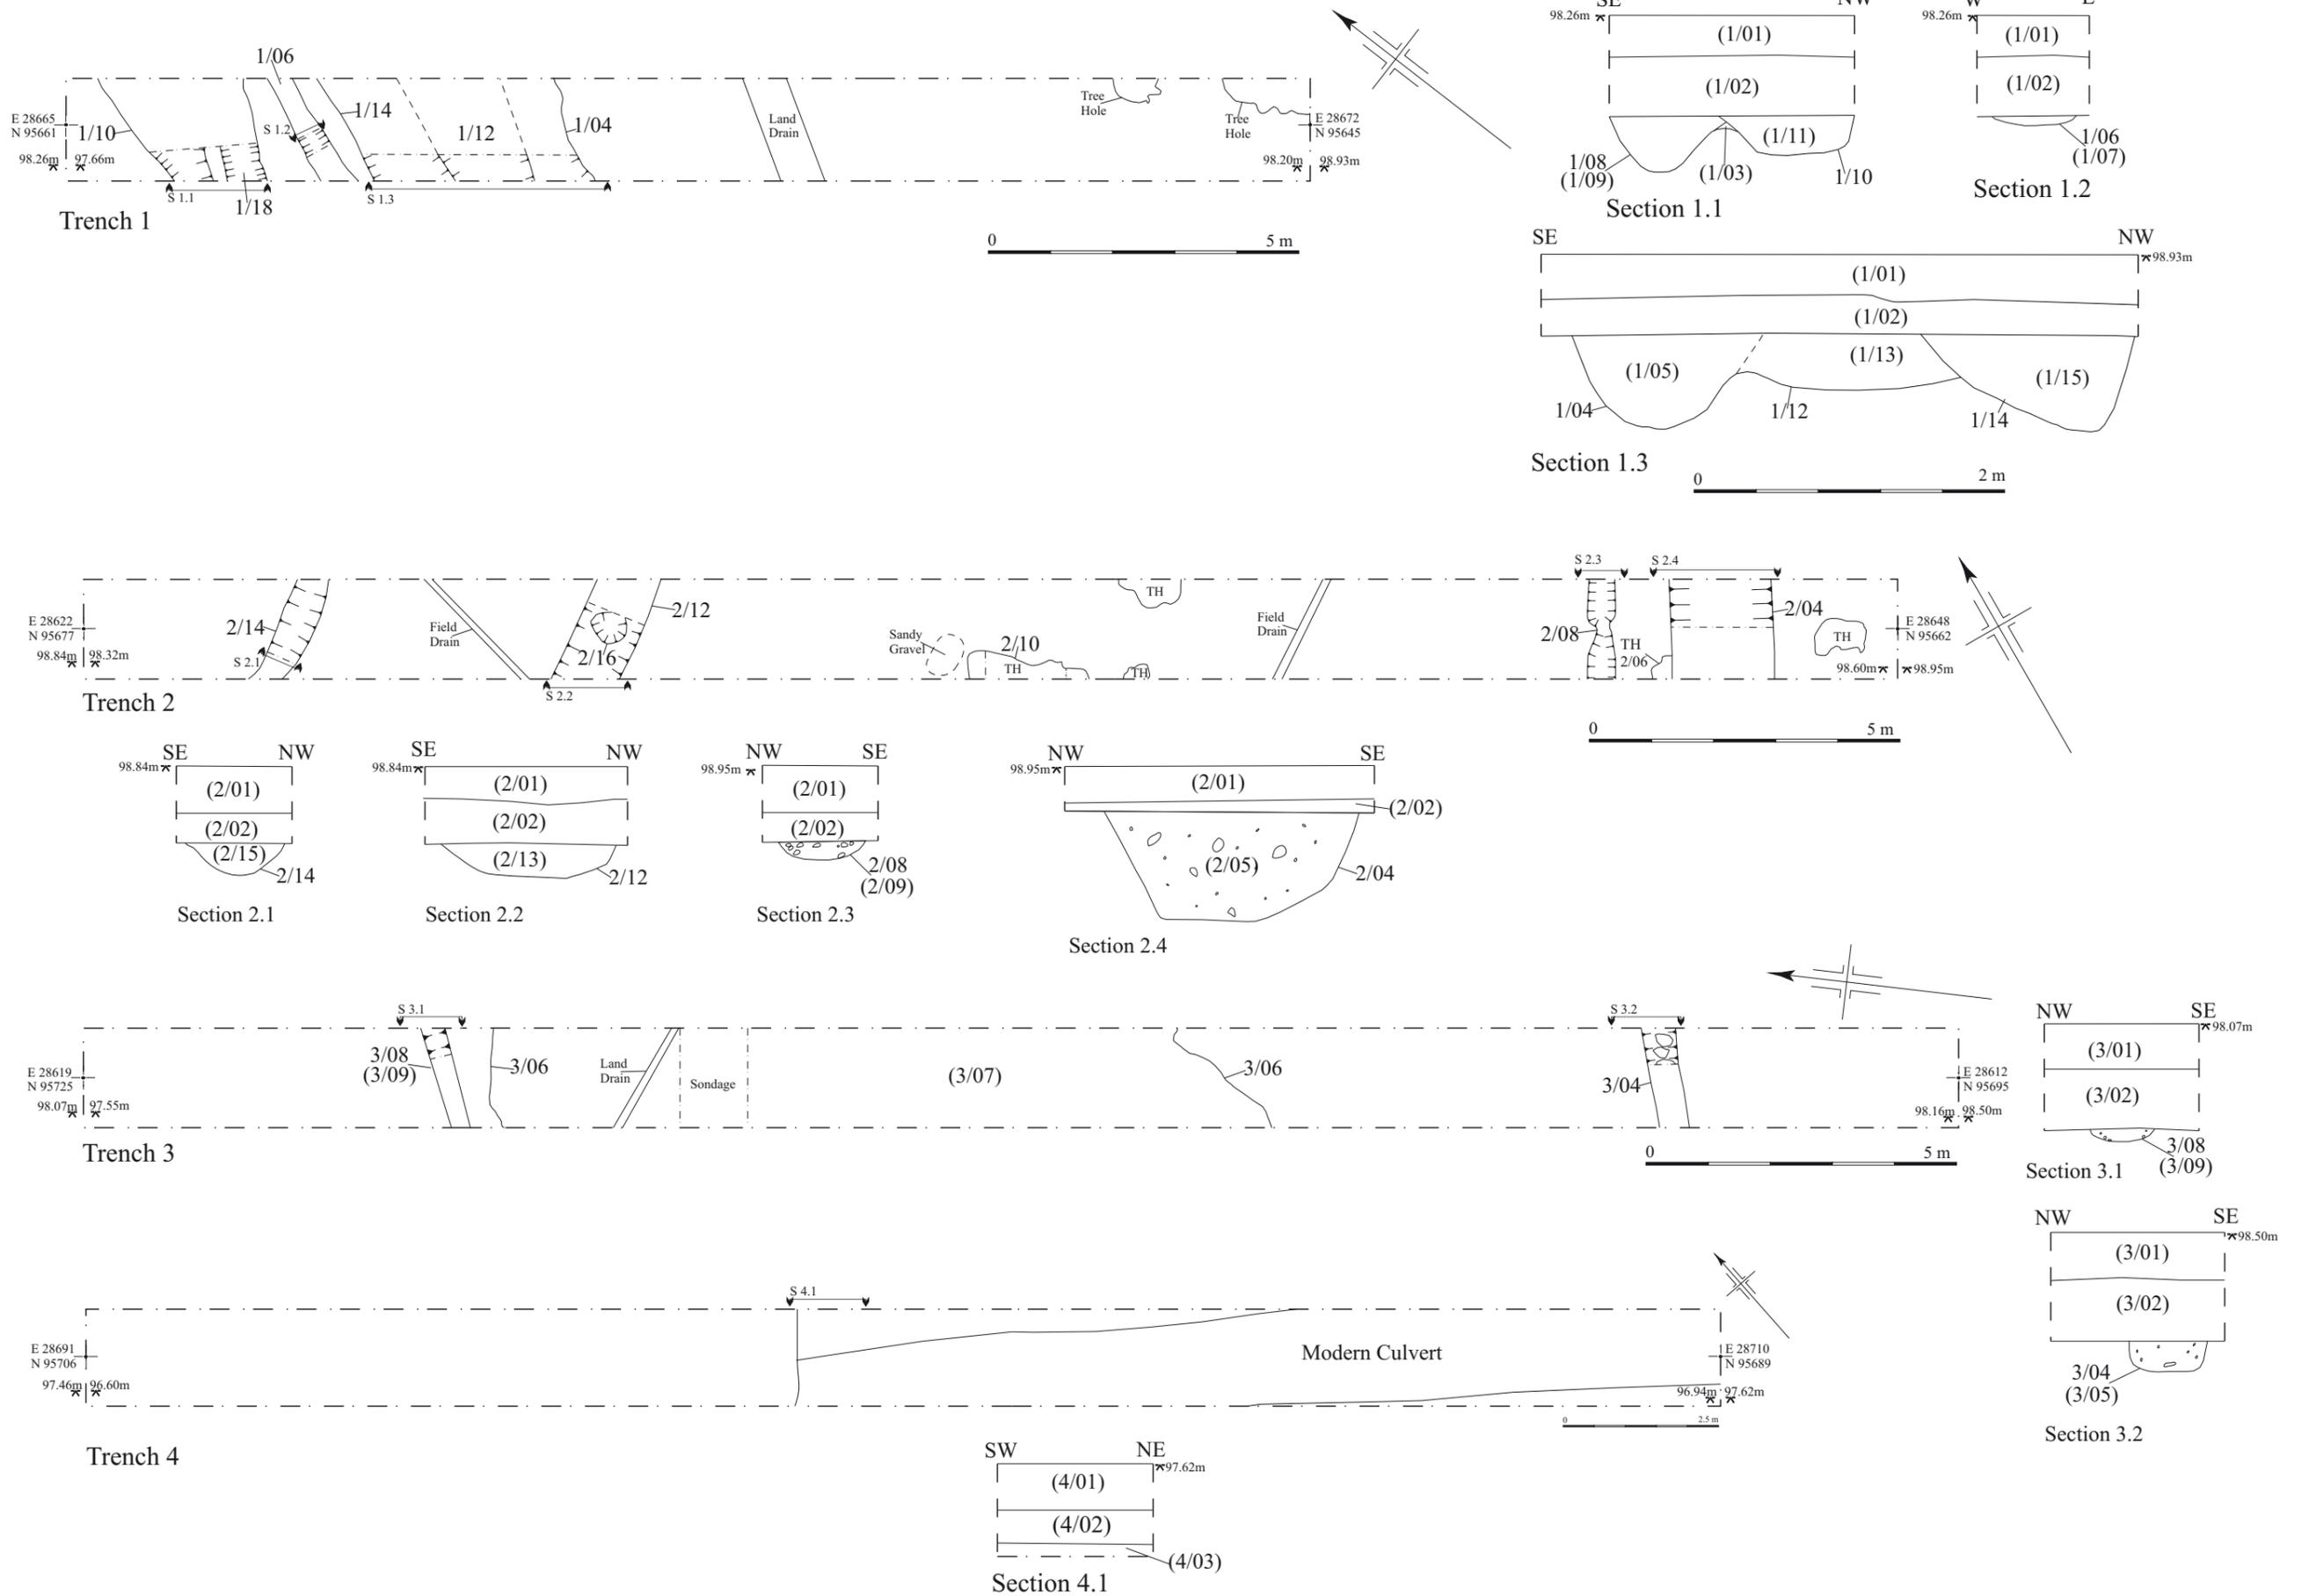 1/06
1/14
1/12
1/04
E 28665
N 95661
1/10
S 1.2
98.26m
97.66m
S 1.1
1/18
S 1.3
Land
Drain
Tree
Hole
Tree
Hole
E 28672
N 95645
98.20m
98.93m
Trench 1
0
5 m
SE
NW
98.26m
(1/01)
(1/02)
(1/11)
1/08
(1/09)
(1/03)
1/10
Section 1.1
W
E
98.26m
(1/01)
(1/02)
1/06
(1/07)
Section 1.2
SE
NW
98.93m
(1/01)
(1/02)
(1/05)
(1/13)
(1/15)
1/04
1/12
1/14
Section 1.3
0
2 m
E 28622
N 95677
98.84m
98.32m
2/14
S 2.1
Field
Drain
2/12
2/16
S 2.2
Sandy
Gravel
2/10
TH
TH
TH
Field
Drain
S 2.3
S 2.4
2/08
TH
2/06
2/04
TH
E 28648
N 95662
98.60m
98.95m
Trench 2
0
5 m
SE
NW
98.84m
(2/01)
(2/02)
(2/15)
2/14
Section 2.1
SE
NW
98.84m
(2/01)
(2/02)
(2/13)
2/12
Section 2.2
NW
SE
98.95m
(2/01)
(2/02)
2/08
(2/09)
Section 2.3
NW
SE
98.95m
(2/01)
(2/02)
(2/05)
2/04
Section 2.4
S 3.1
3/08
(3/09)
3/06
Land
Drain
Sondage
(3/07)
3/06
S 3.2
3/04
E 28619
N 95725
98.07m
97.55m
E 28612
N 95695
98.16m
98.50m
Trench 3
0
5 m
NW
SE
98.07m
(3/01)
(3/02)
3/08
(3/09)
Section 3.1
NW
SE
98.50m
(3/01)
(3/02)
3/04
(3/05)
Section 3.2
S 4.1
E 28691
N 95706
97.46m
96.60m
Modern Culvert
E 28710
N 95689
96.94m
97.62m
0
2.5 m
Trench 4
SW
NE
97.62m
(4/01)
(4/02)
(4/03)
Section 4.1